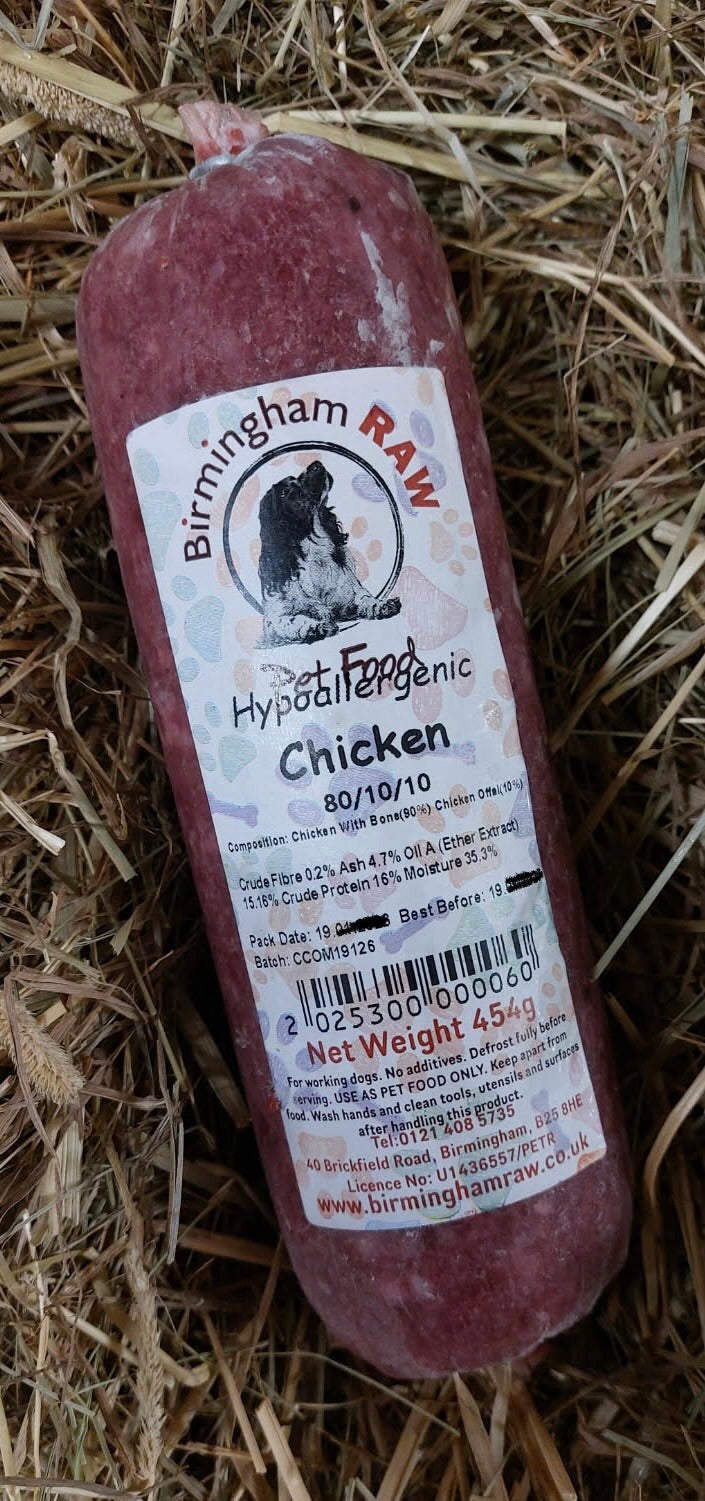 Birmingham RAW
Pet Food
Hypoallergenic
Chicken
80/10/10
Composition: Chicken With Bone(90%) Chicken Offal(10%)
Crude Fibre 0.2% Ash 4.7% Oil A (Ether Extract)
15.16% Crude Protein 16% Moisture 35.3%
Pack Date: 19. Best Before: 19.
Batch: CCOM19126
2 025300 000060
Net Weight 454g
For working dogs. No additives. Defrost fully before
serving. USE AS PET FOOD ONLY. Keep apart from
food. Wash hands and clean tools, utensils and surfaces
after handling this product.
Tel:0121 408 5735
40 Brickfield Road, Birmingham, B25 8HE
Licence No: U1436557/PETR
www.birminghamraw.co.uk